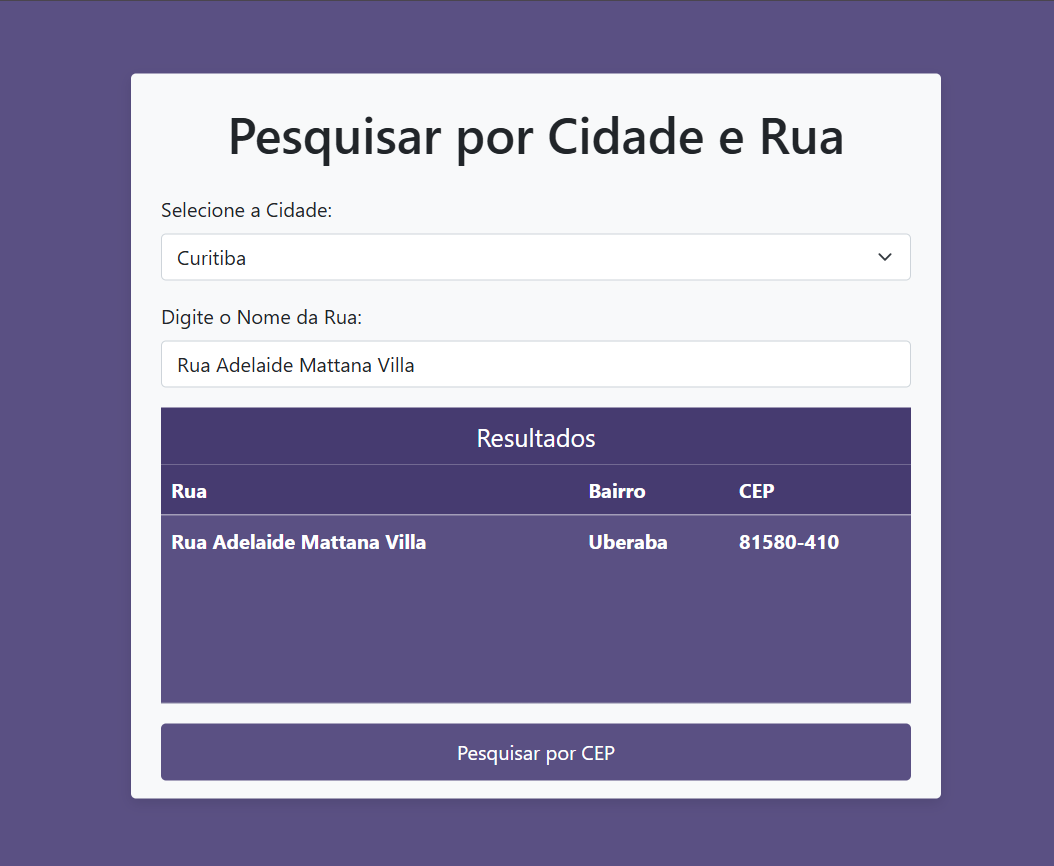 Pesquisar por Cidade e Rua
Selecione a Cidade:
Curitiba
Digite o Nome da Rua:
Rua Adelaide Mattana Villa
Resultados
Rua Bairro CEP
Rua Adelaide Mattana Villa Uberaba 81580-410
Pesquisar por CEP